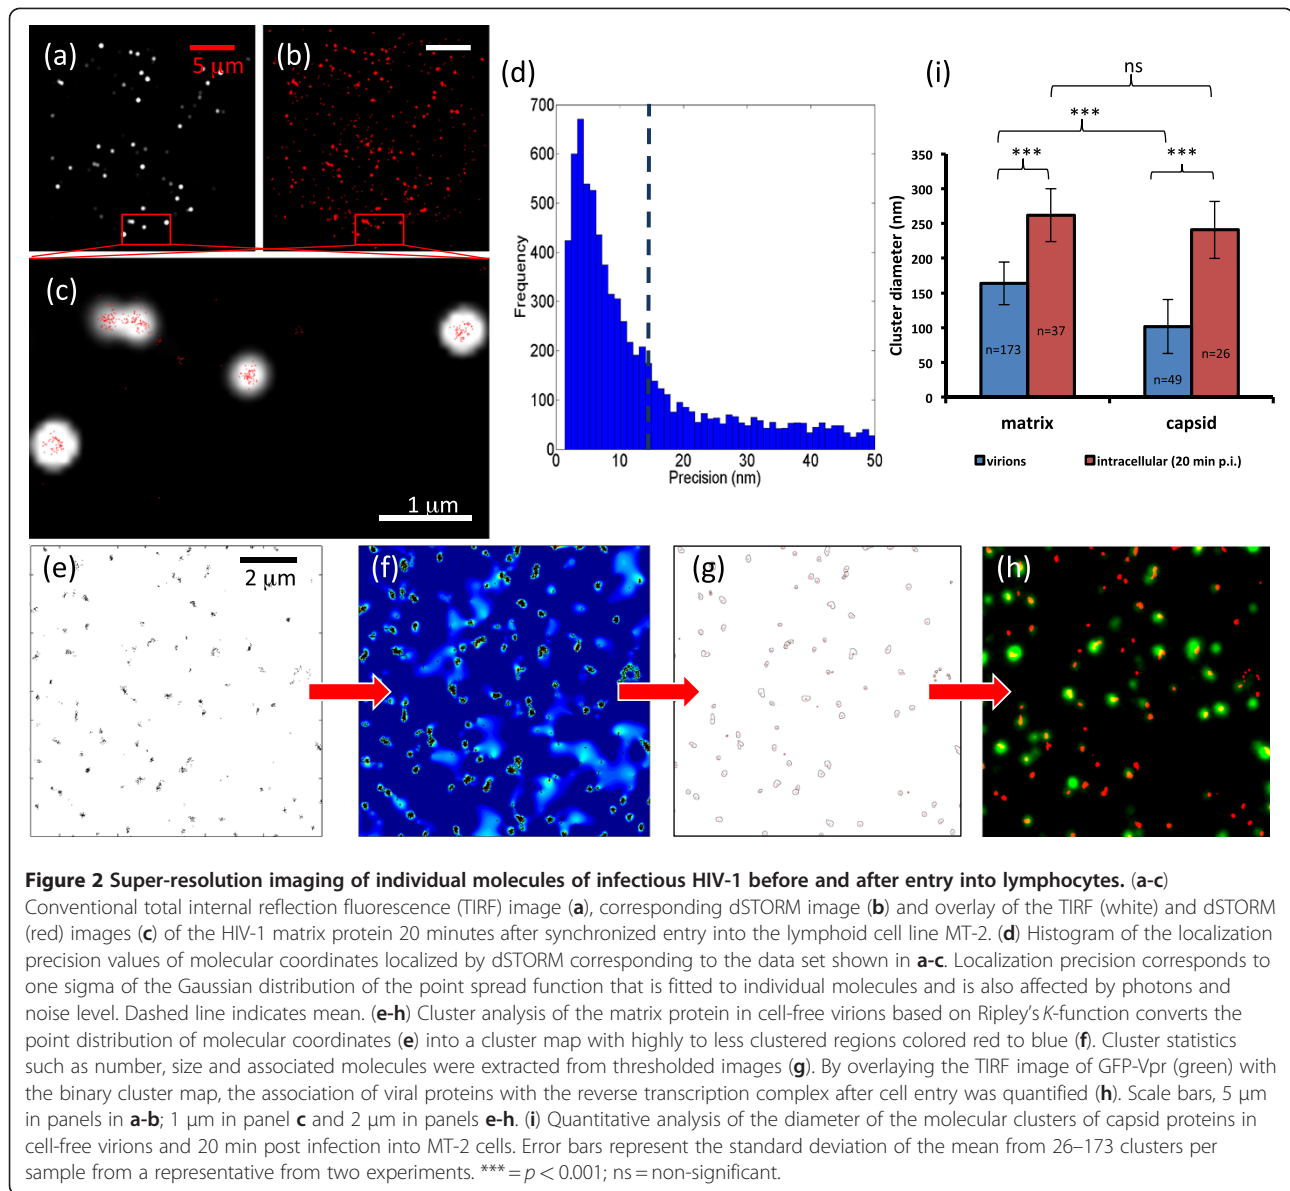 (a)
5 μm
(b)
(c)
1 μm
(d)
700
600
500
400
300
200
100
0
Frequency
0 10 20 30 40 50
Precision (nm)
(i)
ns
***
*** ***
350
300
250
200
150
100
50
0
Cluster diameter (nm)
n=173
n=37
n=49
n=26
matrix capsid
virions intracellular (20 min p.i.)
(e)
2 μm
(f)
(g)
(h)
Figure 2 Super-resolution imaging of individual molecules of infectious HIV-1 before and after entry into lymphocytes. (a-c)
Conventional total internal reflection fluorescence (TIRF) image (a), corresponding dSTORM image (b) and overlay of the TIRF (white) and dSTORM
(red) images (c) of the HIV-1 matrix protein 20 minutes after synchronized entry into the lymphoid cell line MT-2. (d) Histogram of the localization
precision values of molecular coordinates localized by dSTORM corresponding to the data set shown in a-c. Localization precision corresponds to
one sigma of the Gaussian distribution of the point spread function that is fitted to individual molecules and is also affected by photons and
noise level. Dashed line indicates mean. (e-h) Cluster analysis of the matrix protein in cell-free virions based on Ripley's K-function converts the
point distribution of molecular coordinates (e) into a cluster map with highly to less clustered regions colored red to blue (f). Cluster statistics
such as number, size and associated molecules were extracted from thresholded images (g). By overlaying the TIRF image of GFP-Vpr (green) with
the binary cluster map, the association of viral proteins with the reverse transcription complex after cell entry was quantified (h). Scale bars, 5 μm
in panels in a-b; 1 μm in panel c and 2 μm in panels e-h. (i) Quantitative analysis of the diameter of the molecular clusters of capsid proteins in
cell-free virions and 20 min post infection into MT-2 cells. Error bars represent the standard deviation of the mean from 26–173 clusters per
sample from a representative from two experiments. *** = p < 0.001; ns = non-significant.